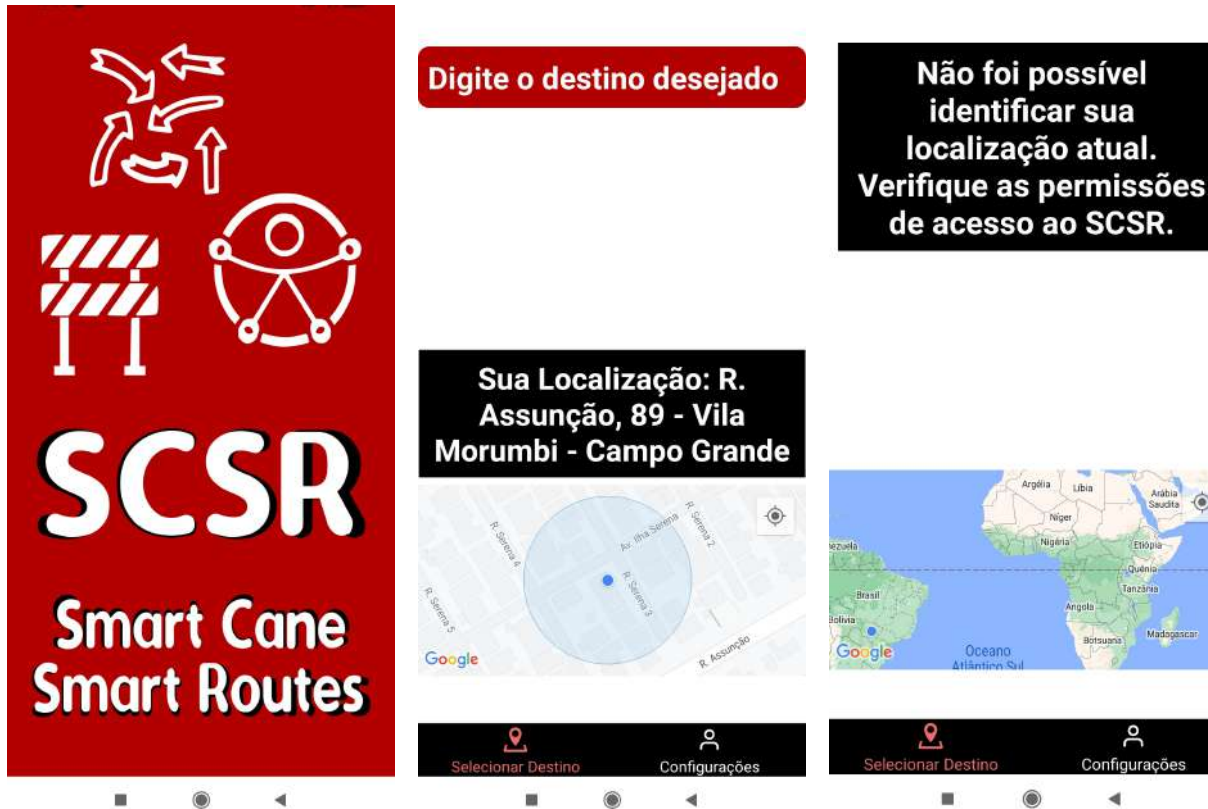 SCSR
Smart Cane
Smart Routes
Digite o destino desejado
Sua Localização: R.
Assunção, 89 - Vila
Morumbi - Campo Grande
R. Serena 4
Av. Ilha Serena
R. Serena 2
R. Serena 3
R. Serena 5
R. Assunção
Google
Selecionar Destino
Configurações
Não foi possível
identificar sua
localização atual.
Verifique as permissões
de acesso ao SCSR.
Argélia
Líbia
Arábia
Saudita
Níger
Nigéria
Etiópia
nezuela
Quênia
Tanzânia
Brasil
Angola
Bolívia
Botsuana
Madagascar
Google
Oceano
Atlântico Sul
Selecionar Destino
Configurações